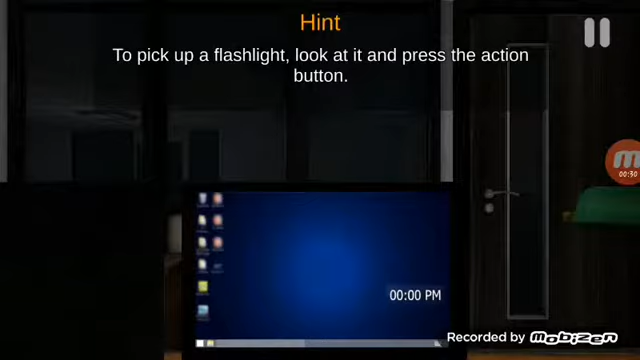 Hint
To pick up a flashlight, look at it and press the action
button.
00:30
00:00 PM
Recorded by mobizen